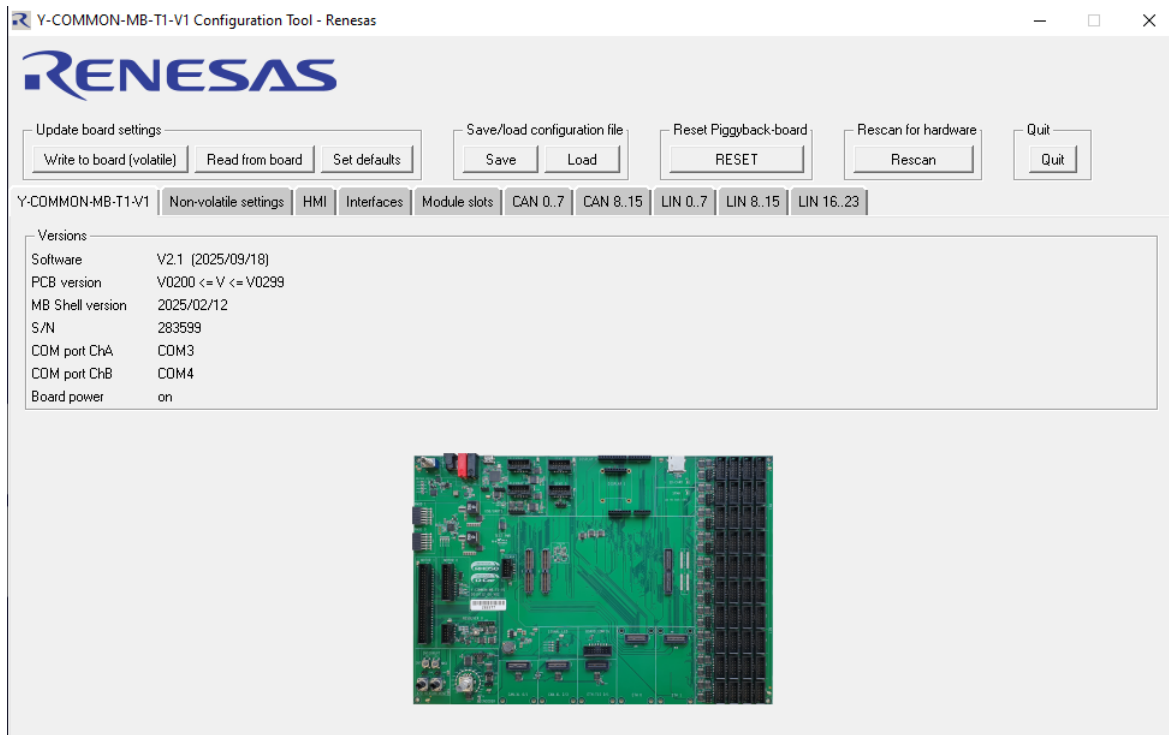 Y-COMMON-MB-T1-V1 Configuration Tool - Renesas
RENESAS
Update board settings
Save/load configuration file
Reset Piggyback-board
Rescan for hardware
Quit
Write to board (volatile)
Read from board
Set defaults
Save
Load
RESET
Rescan
Quit
Y-COMMON-MB-T1-V1
Non-volatile settings
HMI
Interfaces
Module slots
CAN 0..7
CAN 8..15
LIN 0..7
LIN 8..15
LIN 16..23
Versions
Software V2.1 (2025/09/18)
PCB version V0200 <= V <= V0299
MB Shell version 2025/02/12
S/N 283599
COM port ChA COM3
COM port ChB COM4
Board power on